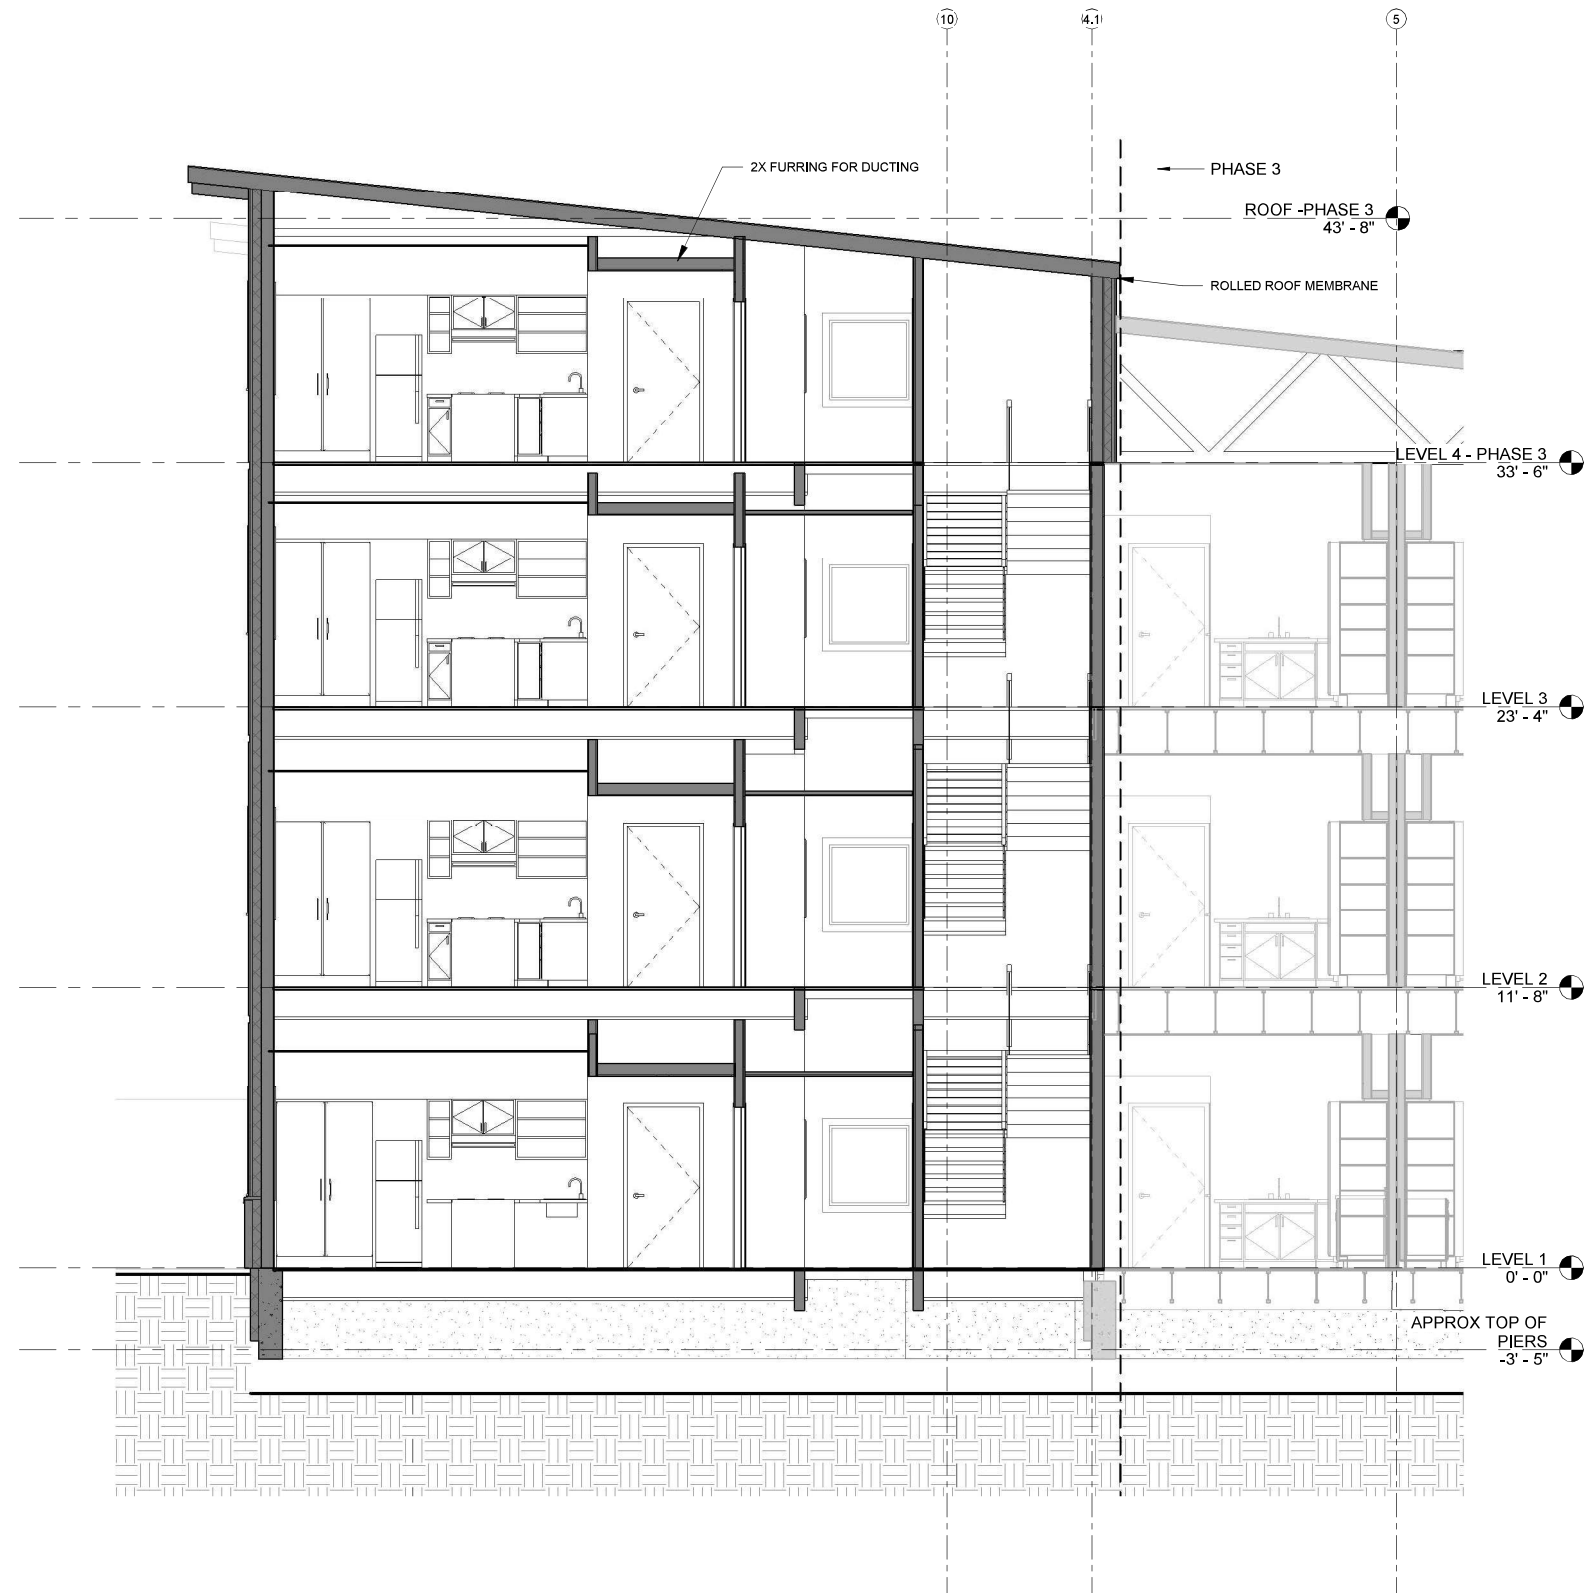 10
4.1
5
2X FURRING FOR DUCTING
PHASE 3
ROOF -PHASE 3
43' - 8"
ROLLED ROOF MEMBRANE
LEVEL 4 - PHASE 3
33' - 6"
LEVEL 3
23' - 4"
LEVEL 2
11' - 8"
LEVEL 1
0' - 0"
APPROX TOP OF
PIERS
-3' - 5"